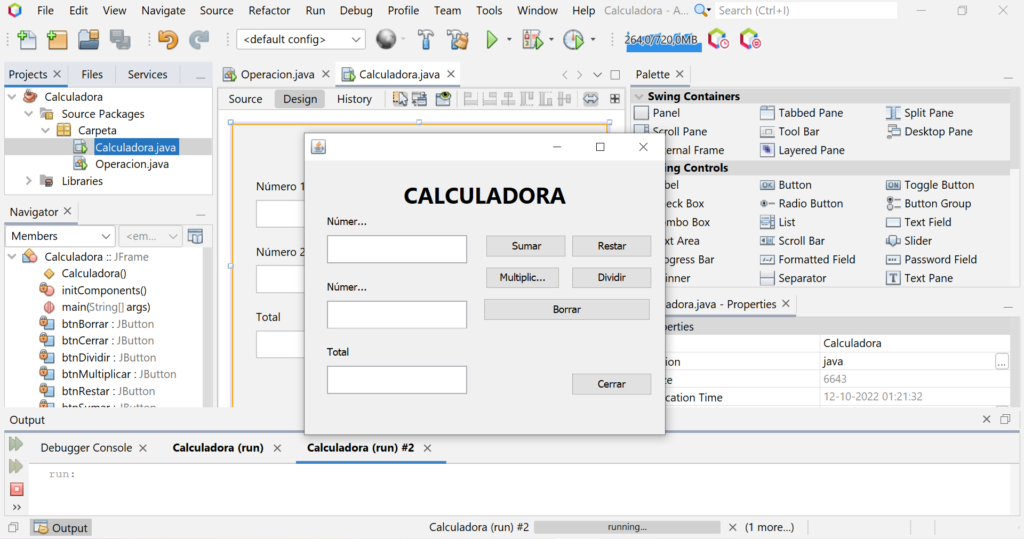 File Edit View Navigate Source Refactor Run Debug Profile Team Tools Window Help Calculadora - A... Search (Ctrl+I)
<default config> 264,0/720,0MB
Projects Files Services
Calculadora
Source Packages
Carpeta
Calculadora.java
Operacion.java
Libraries
Navigator
Members <em...
Calculadora :: JFrame
Calculadora()
initComponents()
main(String[] args)
btnBorrar : JButton
btnCerrar : JButton
btnDividir : JButton
btnMultiplicar : JButton
btnRestar : JButton
btnSumar : JButton
Operacion.java Calculadora.java
Source Design History
Número 1
Número 2
Total
CALCULADORA
Númer...
Sumar Restar
Multiplic... Dividir
Númer...
Borrar
Total
Cerrar
Palette
Swing Containers
Panel Tabbed Pane Split Pane
Scroll Pane Tool Bar Desktop Pane
ernal Frame Layered Pane
ng Controls
bel Button Toggle Button
eck Box Radio Button Button Group
mbo Box List Text Field
xt Area Scroll Bar Slider
ogress Bar Formatted Field Password Field
inner Separator Text Pane
adora.java - Properties
perties
Calculadora
ion java ...
e 6643
ication Time 12-10-2022 01:21:32
Output
Debugger Console Calculadora (run) Calculadora (run) #2
run:
Output Calculadora (run) #2 running... (1 more...)